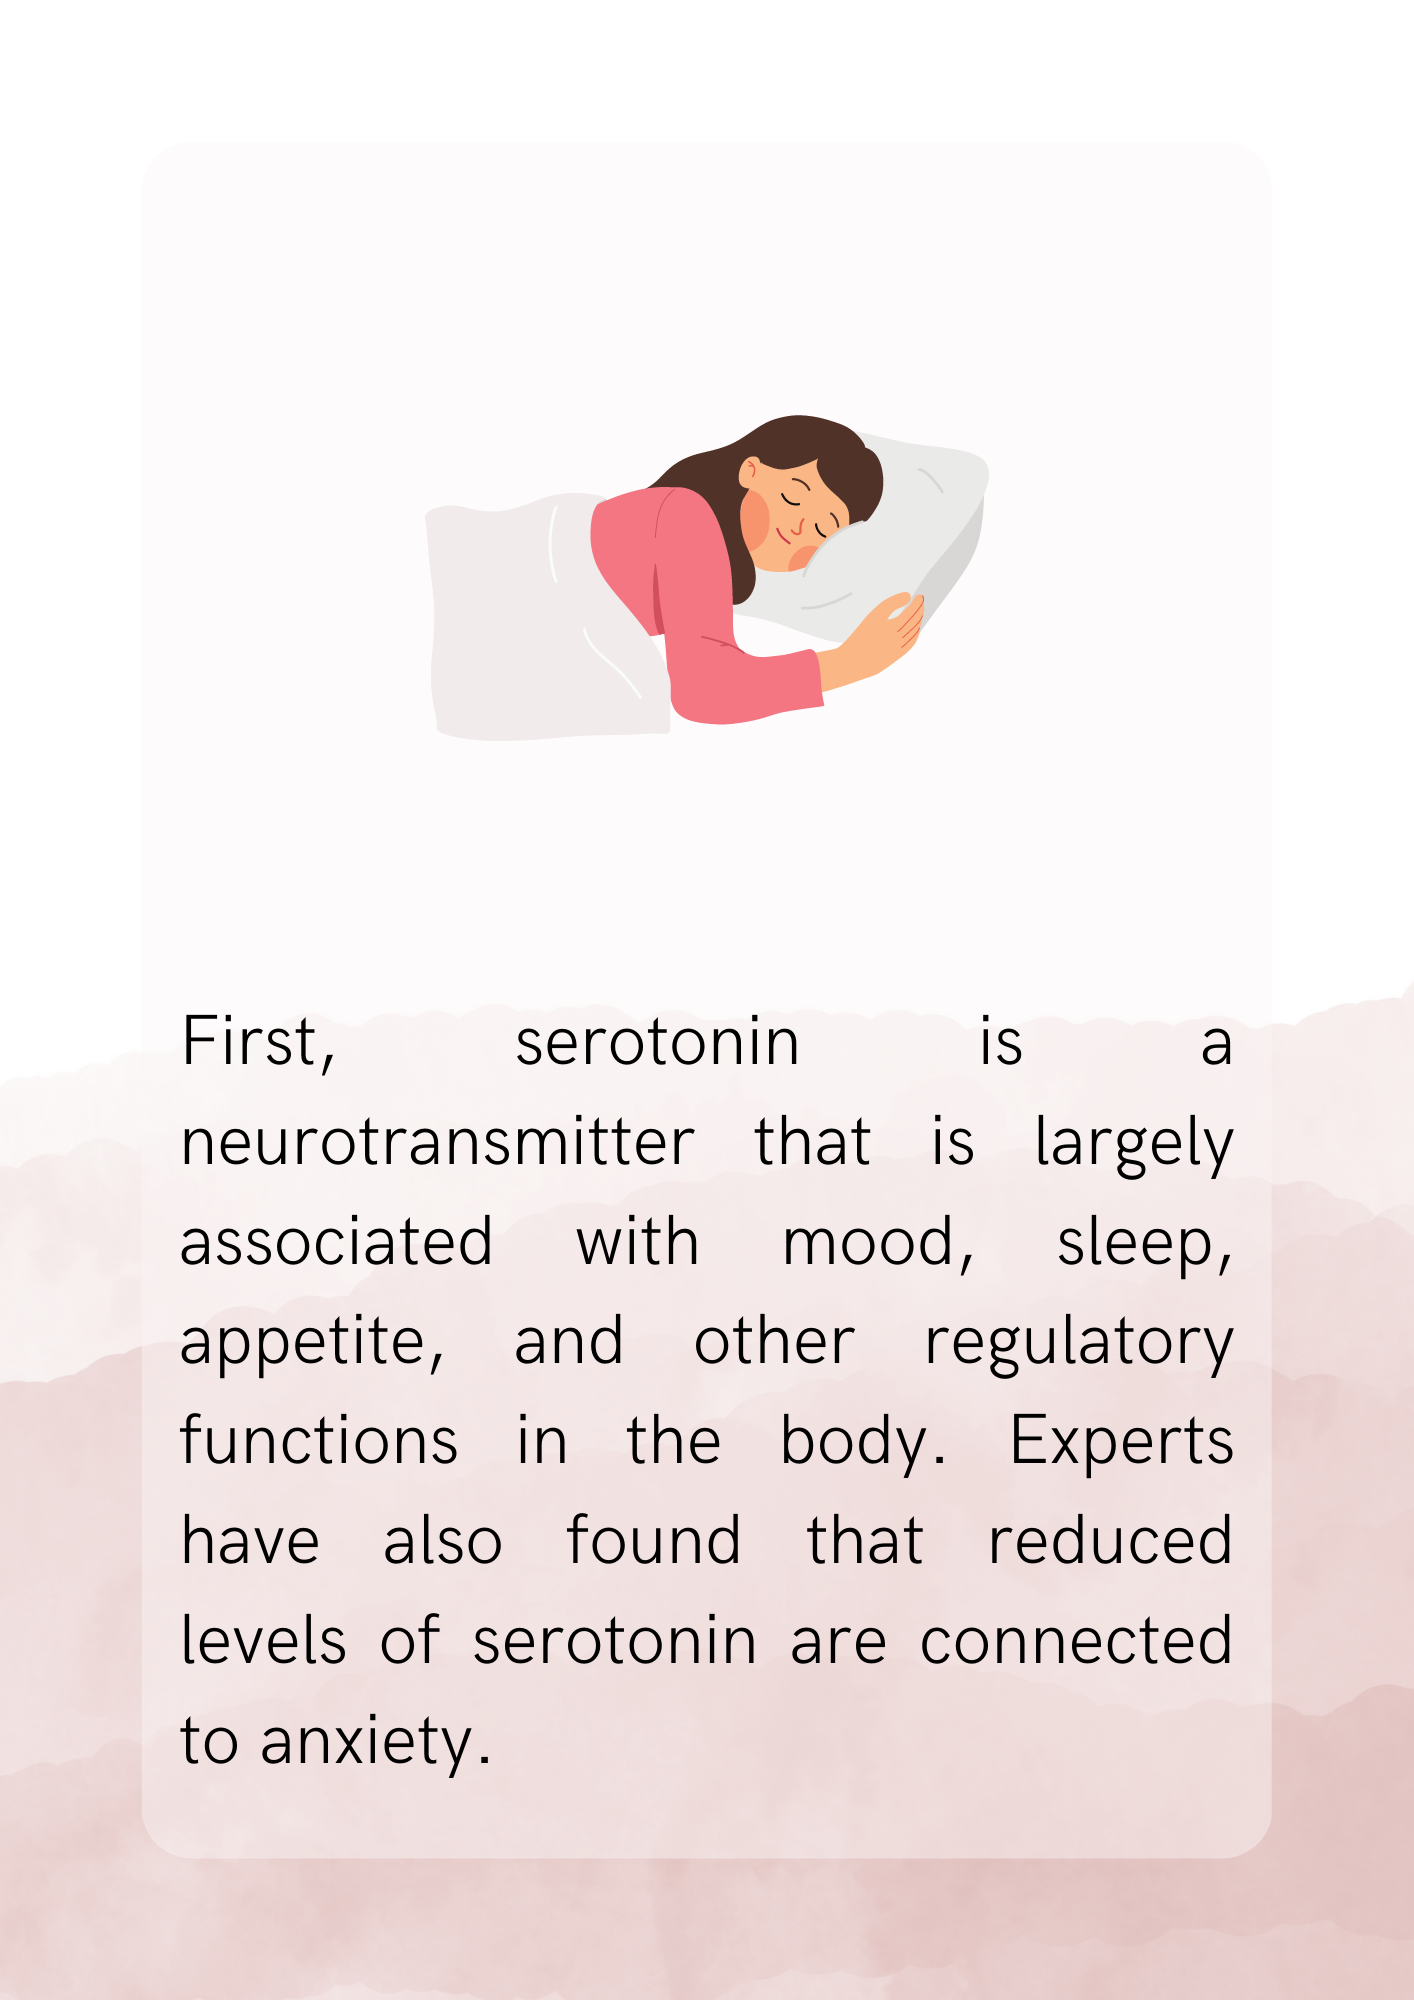 First, serotonin is a
neurotransmitter that is largely
associated with mood, sleep,
appetite, and other regulatory
functions in the body. Experts
have also found that reduced
levels of serotonin are connected
to anxiety.